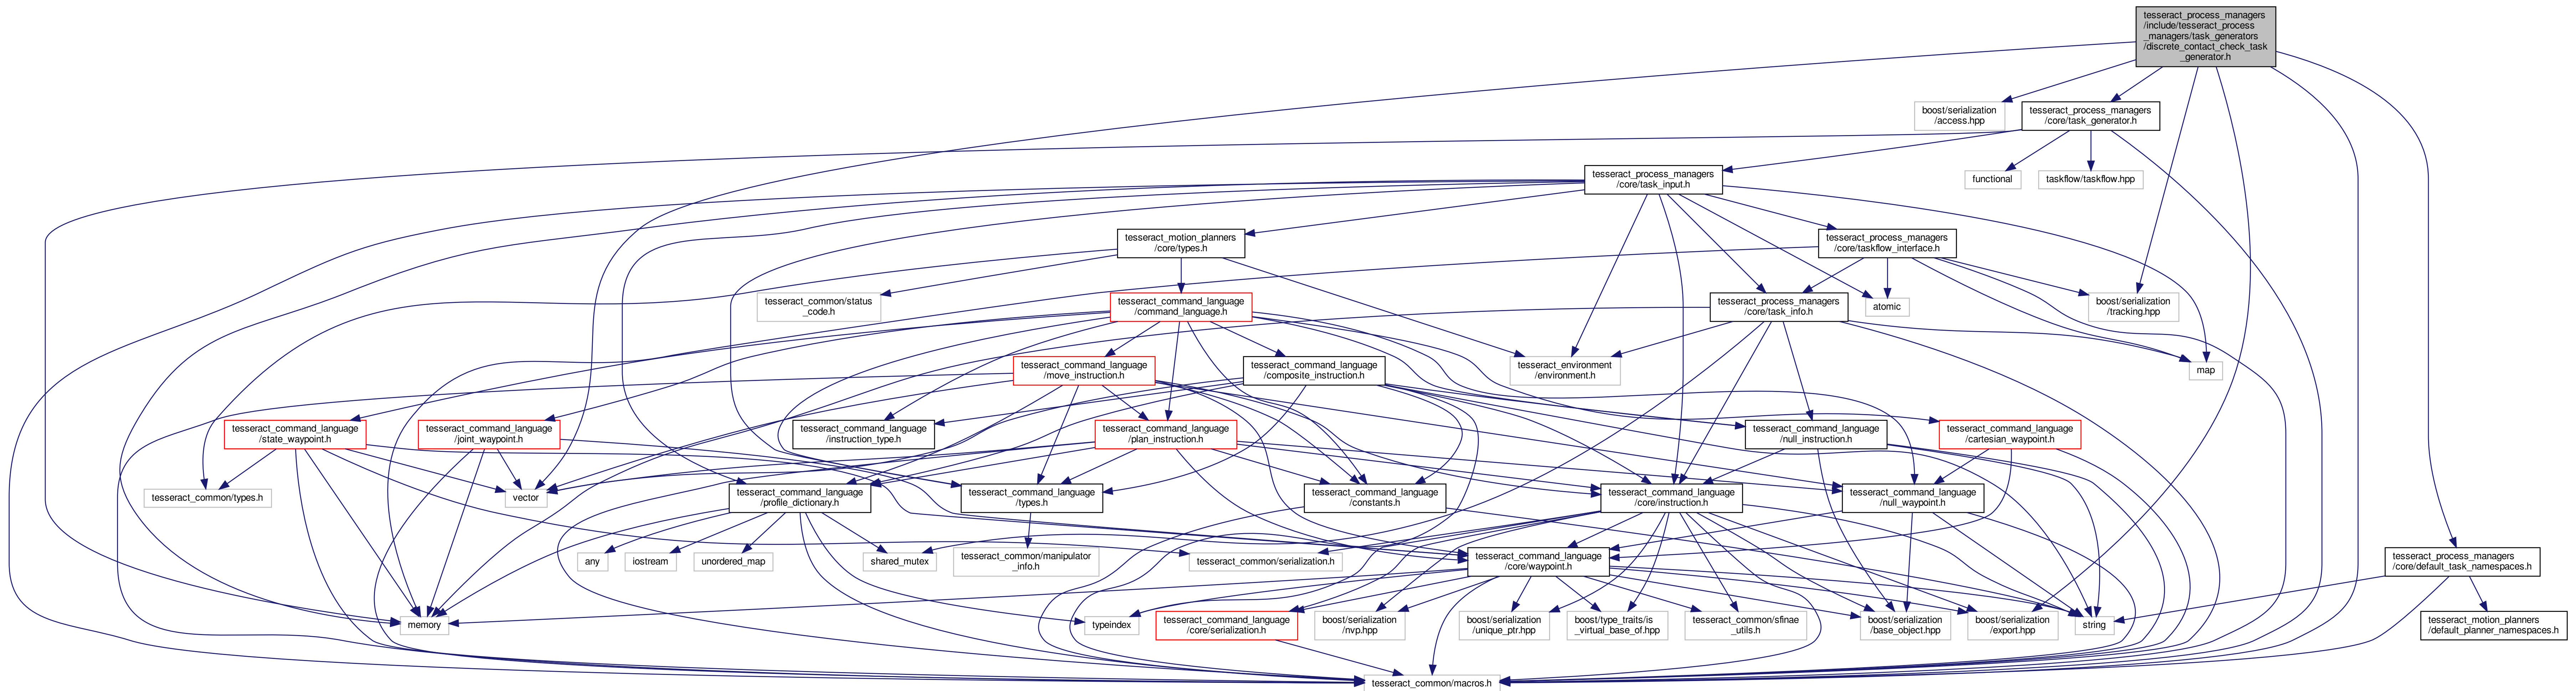 tesseract_process_managers
/include/tesseract_process
_managers/task_generators
/discrete_contact_check_task
_generator.h
boost/serialization
/access.hpp
tesseract_process_managers
/core/task_generator.h
tesseract_process_managers
/core/task_input.h
functional
taskflow/taskflow.hpp
tesseract_motion_planners
/core/types.h
tesseract_process_managers
/core/taskflow_interface.h
tesseract_common/status
_code.h
tesseract_command_language
/command_language.h
tesseract_process_managers
/core/task_info.h
atomic
boost/serialization
/tracking.hpp
tesseract_command_language
/move_instruction.h
tesseract_command_language
/composite_instruction.h
tesseract_environment
/environment.h
map
tesseract_command_language
/state_waypoint.h
tesseract_command_language
/joint_waypoint.h
tesseract_command_language
/instruction_type.h
tesseract_command_language
/plan_instruction.h
tesseract_command_language
/null_instruction.h
tesseract_command_language
/cartesian_waypoint.h
tesseract_common/types.h
vector
tesseract_command_language
/profile_dictionary.h
tesseract_command_language
/types.h
tesseract_command_language
/constants.h
tesseract_command_language
/core/instruction.h
tesseract_command_language
/null_waypoint.h
any
iostream
unordered_map
shared_mutex
tesseract_common/manipulator
_info.h
tesseract_common/serialization.h
tesseract_command_language
/core/waypoint.h
tesseract_process_managers
/core/default_task_namespaces.h
memory
typeindex
tesseract_command_language
/core/serialization.h
boost/serialization
/nvp.hpp
boost/serialization
/unique_ptr.hpp
boost/type_traits/is
_virtual_base_of.hpp
tesseract_common/sfinae
_utils.h
boost/serialization
/base_object.hpp
boost/serialization
/export.hpp
string
tesseract_motion_planners
/default_planner_namespaces.h
tesseract_common/macros.h